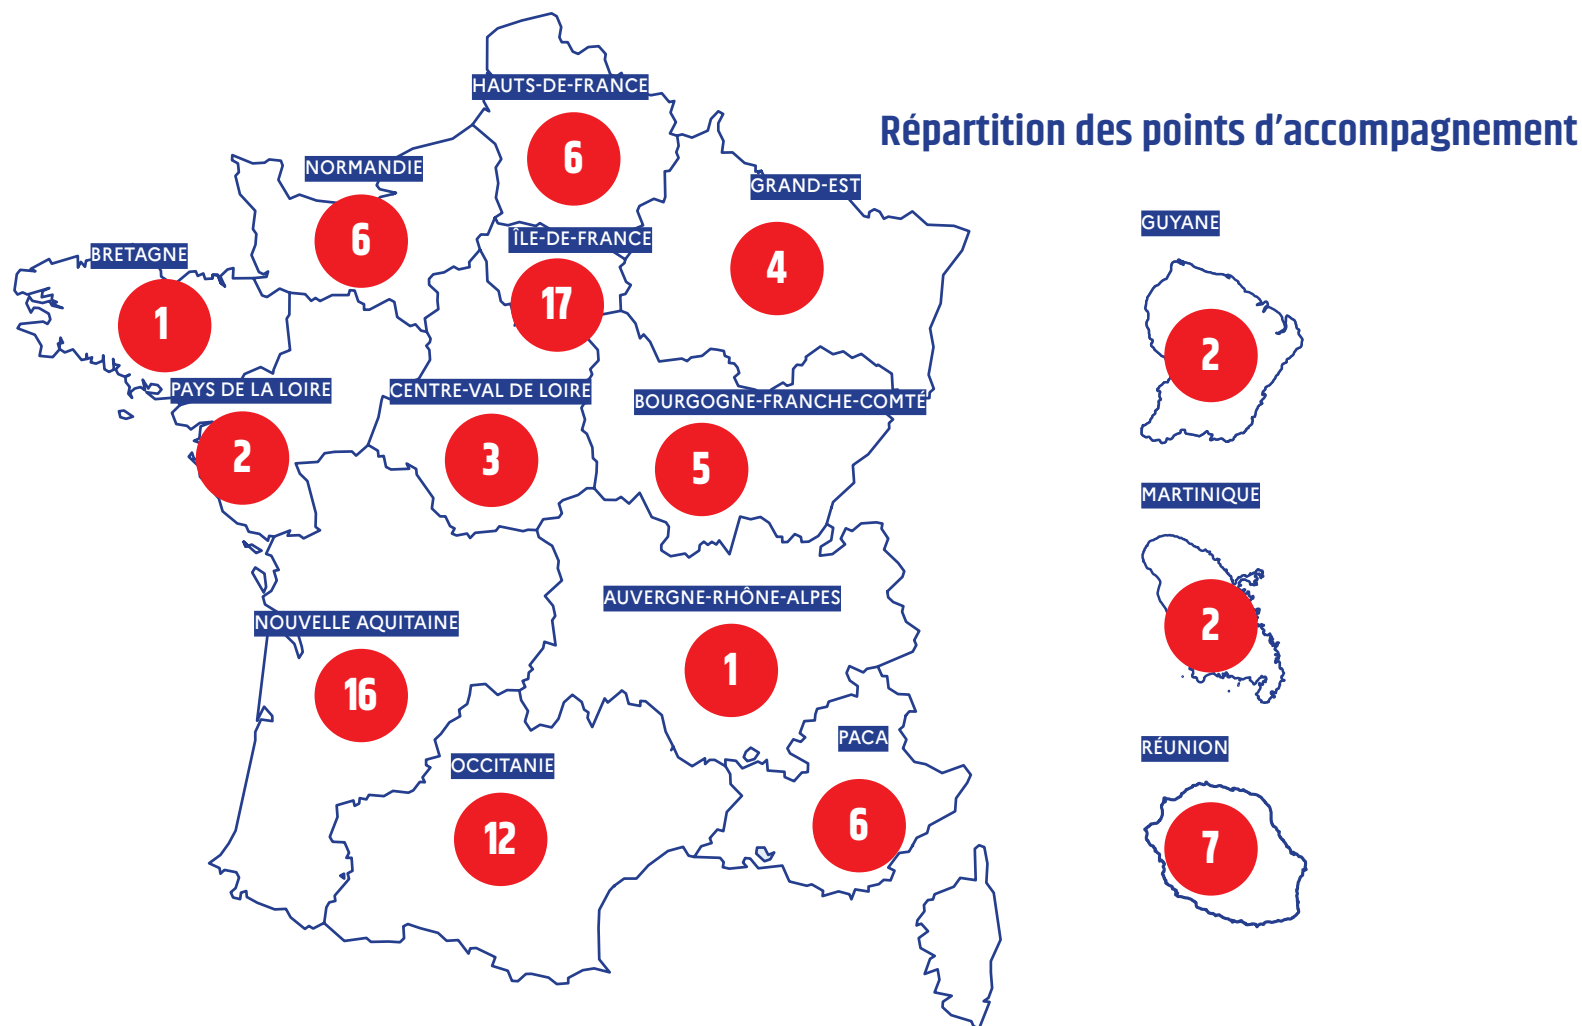 Répartition des points d’accompagnement
HAUTS-DE-FRANCE
6
NORMANDIE
6
GRAND-EST
4
ÎLE-DE-FRANCE
17
BRETAGNE
1
PAYS DE LA LOIRE
2
CENTRE-VAL DE LOIRE
3
BOURGOGNE-FRANCHE-COMTÉ
5
AUVERGNE-RHÔNE-ALPES
1
NOUVELLE AQUITAINE
16
OCCITANIE
12
PACA
6
GUYANE
2
MARTINIQUE
2
RÉUNION
7